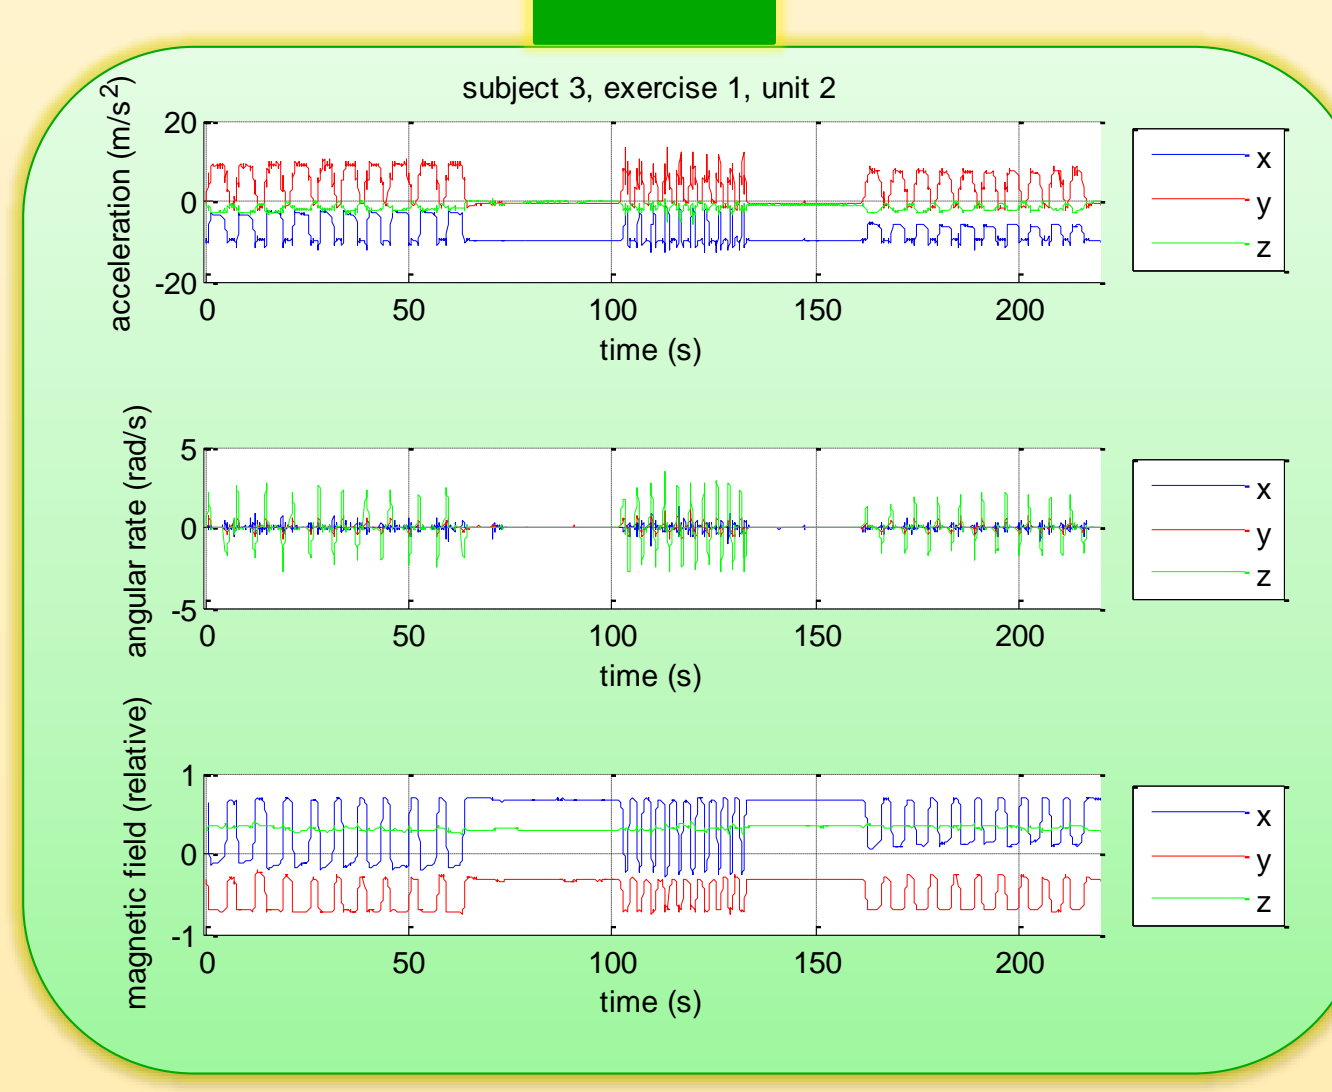 subject 3, exercise 1, unit 2
acceleration (m/s²)
20
0
-20
0 50 100 150 200
time (s)
x
y
z
angular rate (rad/s)
5
0
-5
0 50 100 150 200
time (s)
x
y
z
magnetic field (relative)
1
0
-1
0 50 100 150 200
time (s)
x
y
z